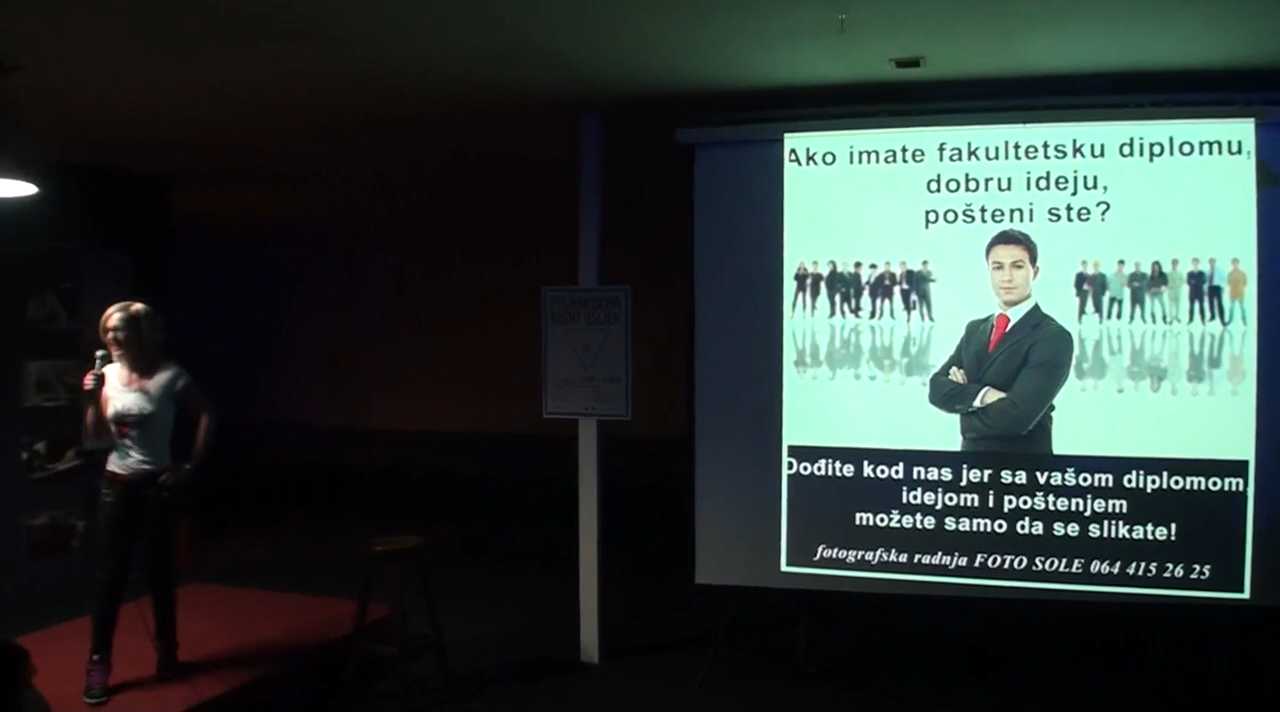 Ako imate fakultetsku diplomu,
dobru ideju,
pošteni ste?
Dođite kod nas jer sa vašom diplomom,
idejom i poštenjem
možete samo da se slikate!
fotografska radnja FOTO SOLE 064 415 26 25